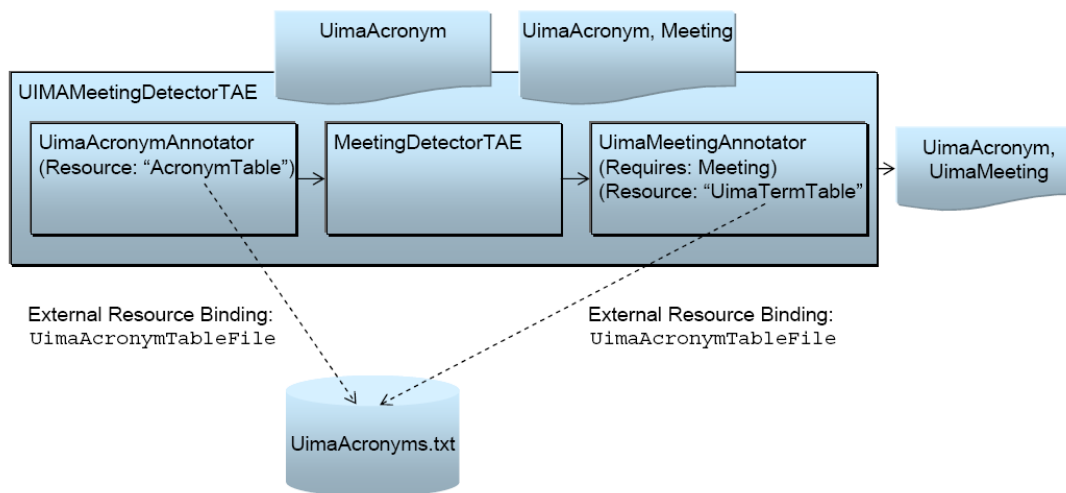 UimaAcronym
UimaAcronym, Meeting
UIMAMeetingDetectorTAE
UimaAcronymAnnotator
(Resource: “AcronymTable”)
MeetingDetectorTAE
UimaMeetingAnnotator
(Requires: Meeting)
(Resource: “UimaTermTable”
UimaAcronym,
UimaMeeting
External Resource Binding:
UimaAcronymTableFile
External Resource Binding:
UimaAcronymTableFile
UimaAcronyms.txt